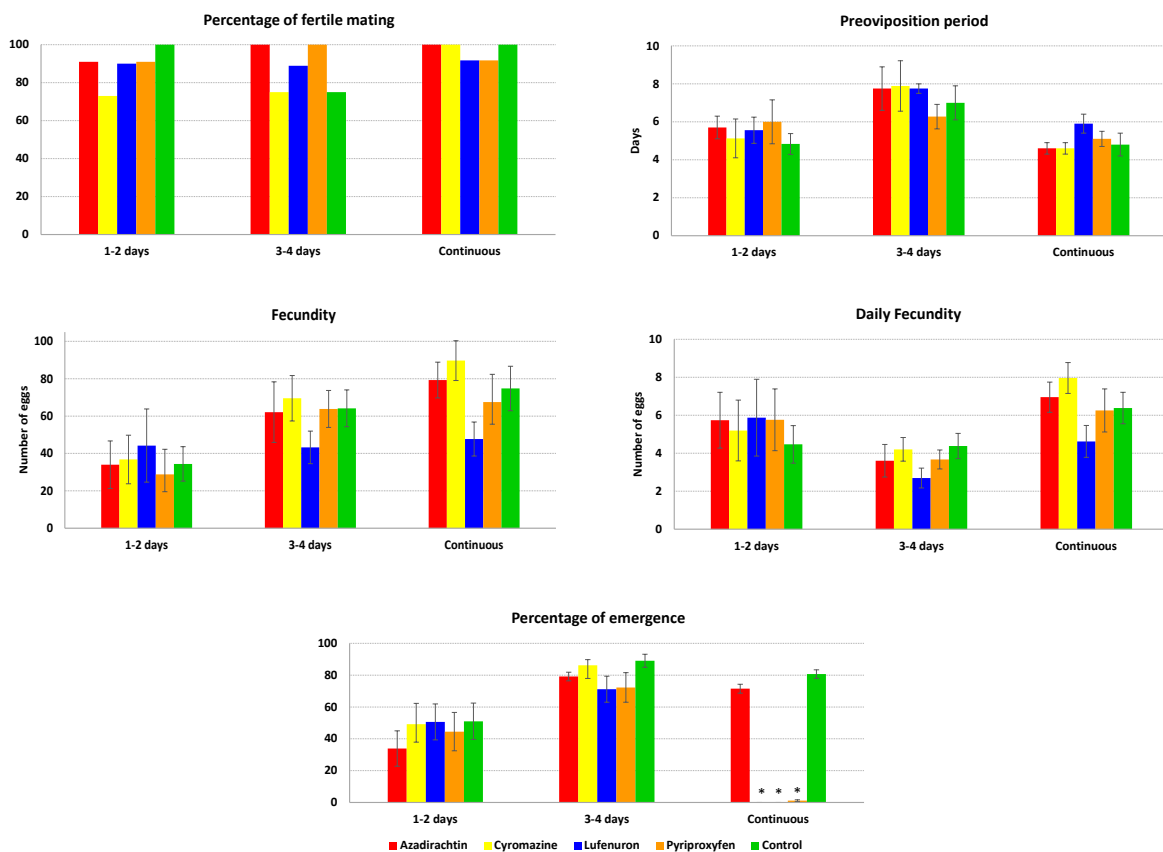 Percentage of fertile mating
100
80
60
40
20
0
1-2 days 3-4 days Continuous
Preoviposition period
Days
10
8
6
4
2
0
1-2 days 3-4 days Continuous
Fecundity
Number of eggs
100
80
60
40
20
0
1-2 days 3-4 days Continuous
Daily Fecundity
Number of eggs
10
8
6
4
2
0
1-2 days 3-4 days Continuous
Percentage of emergence
100
80
60
40
20
0
* * *
1-2 days 3-4 days Continuous
Azadirachtin Cyromazine Lufenuron Pyriproxyfen Control